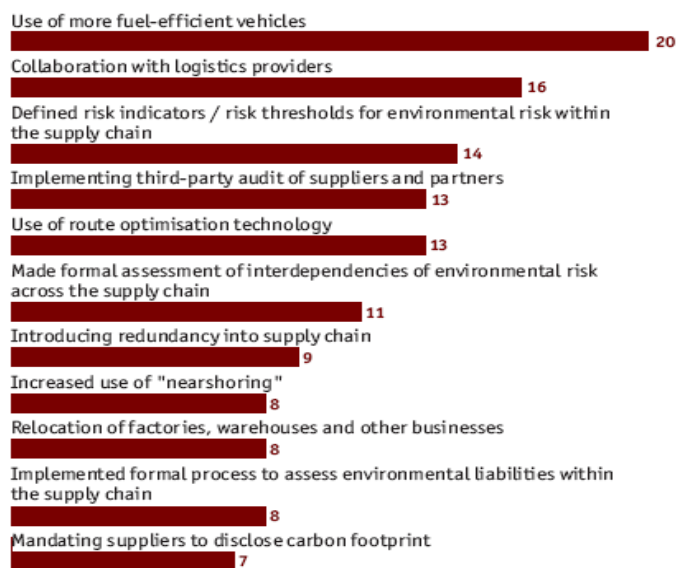 Use of more fuel-efficient vehicles
20
Collaboration with logistics providers
16
Defined risk indicators / risk thresholds for environmental risk within
the supply chain
14
Implementing third-party audit of suppliers and partners
13
Use of route optimisation technology
13
Made formal assessment of interdependencies of environmental risk
across the supply chain
11
Introducing redundancy into supply chain
9
Increased use of "nearshoring"
8
Relocation of factories, warehouses and other businesses
8
Implemented formal process to assess environmental liabilities within
the supply chain
8
Mandating suppliers to disclose carbon footprint
7